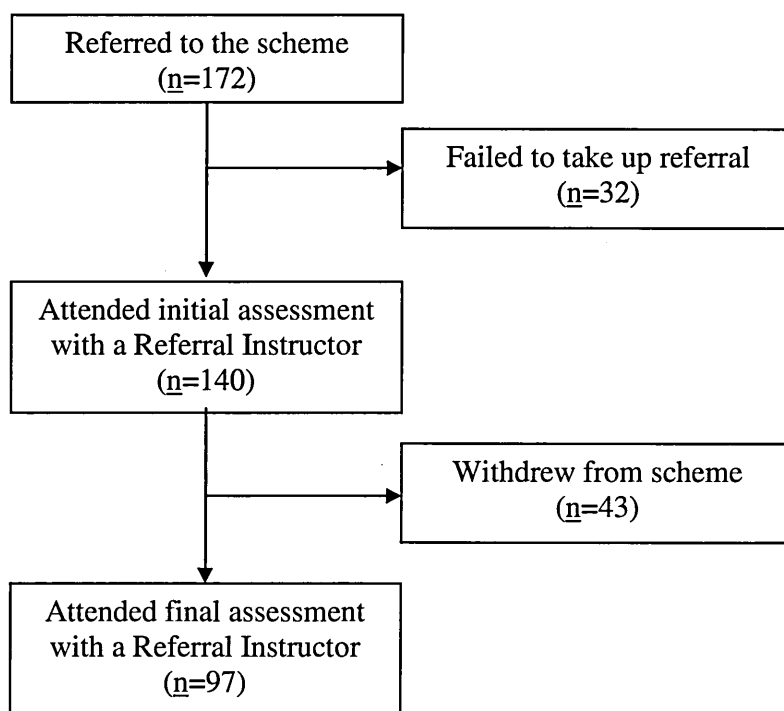 Referred to the scheme
(n=172)
Failed to take up referral
(n=32)
Attended initial assessment
with a Referral Instructor
(n=140)
Withdrew from scheme
(n=43)
Attended final assessment
with a Referral Instructor
(n=97)